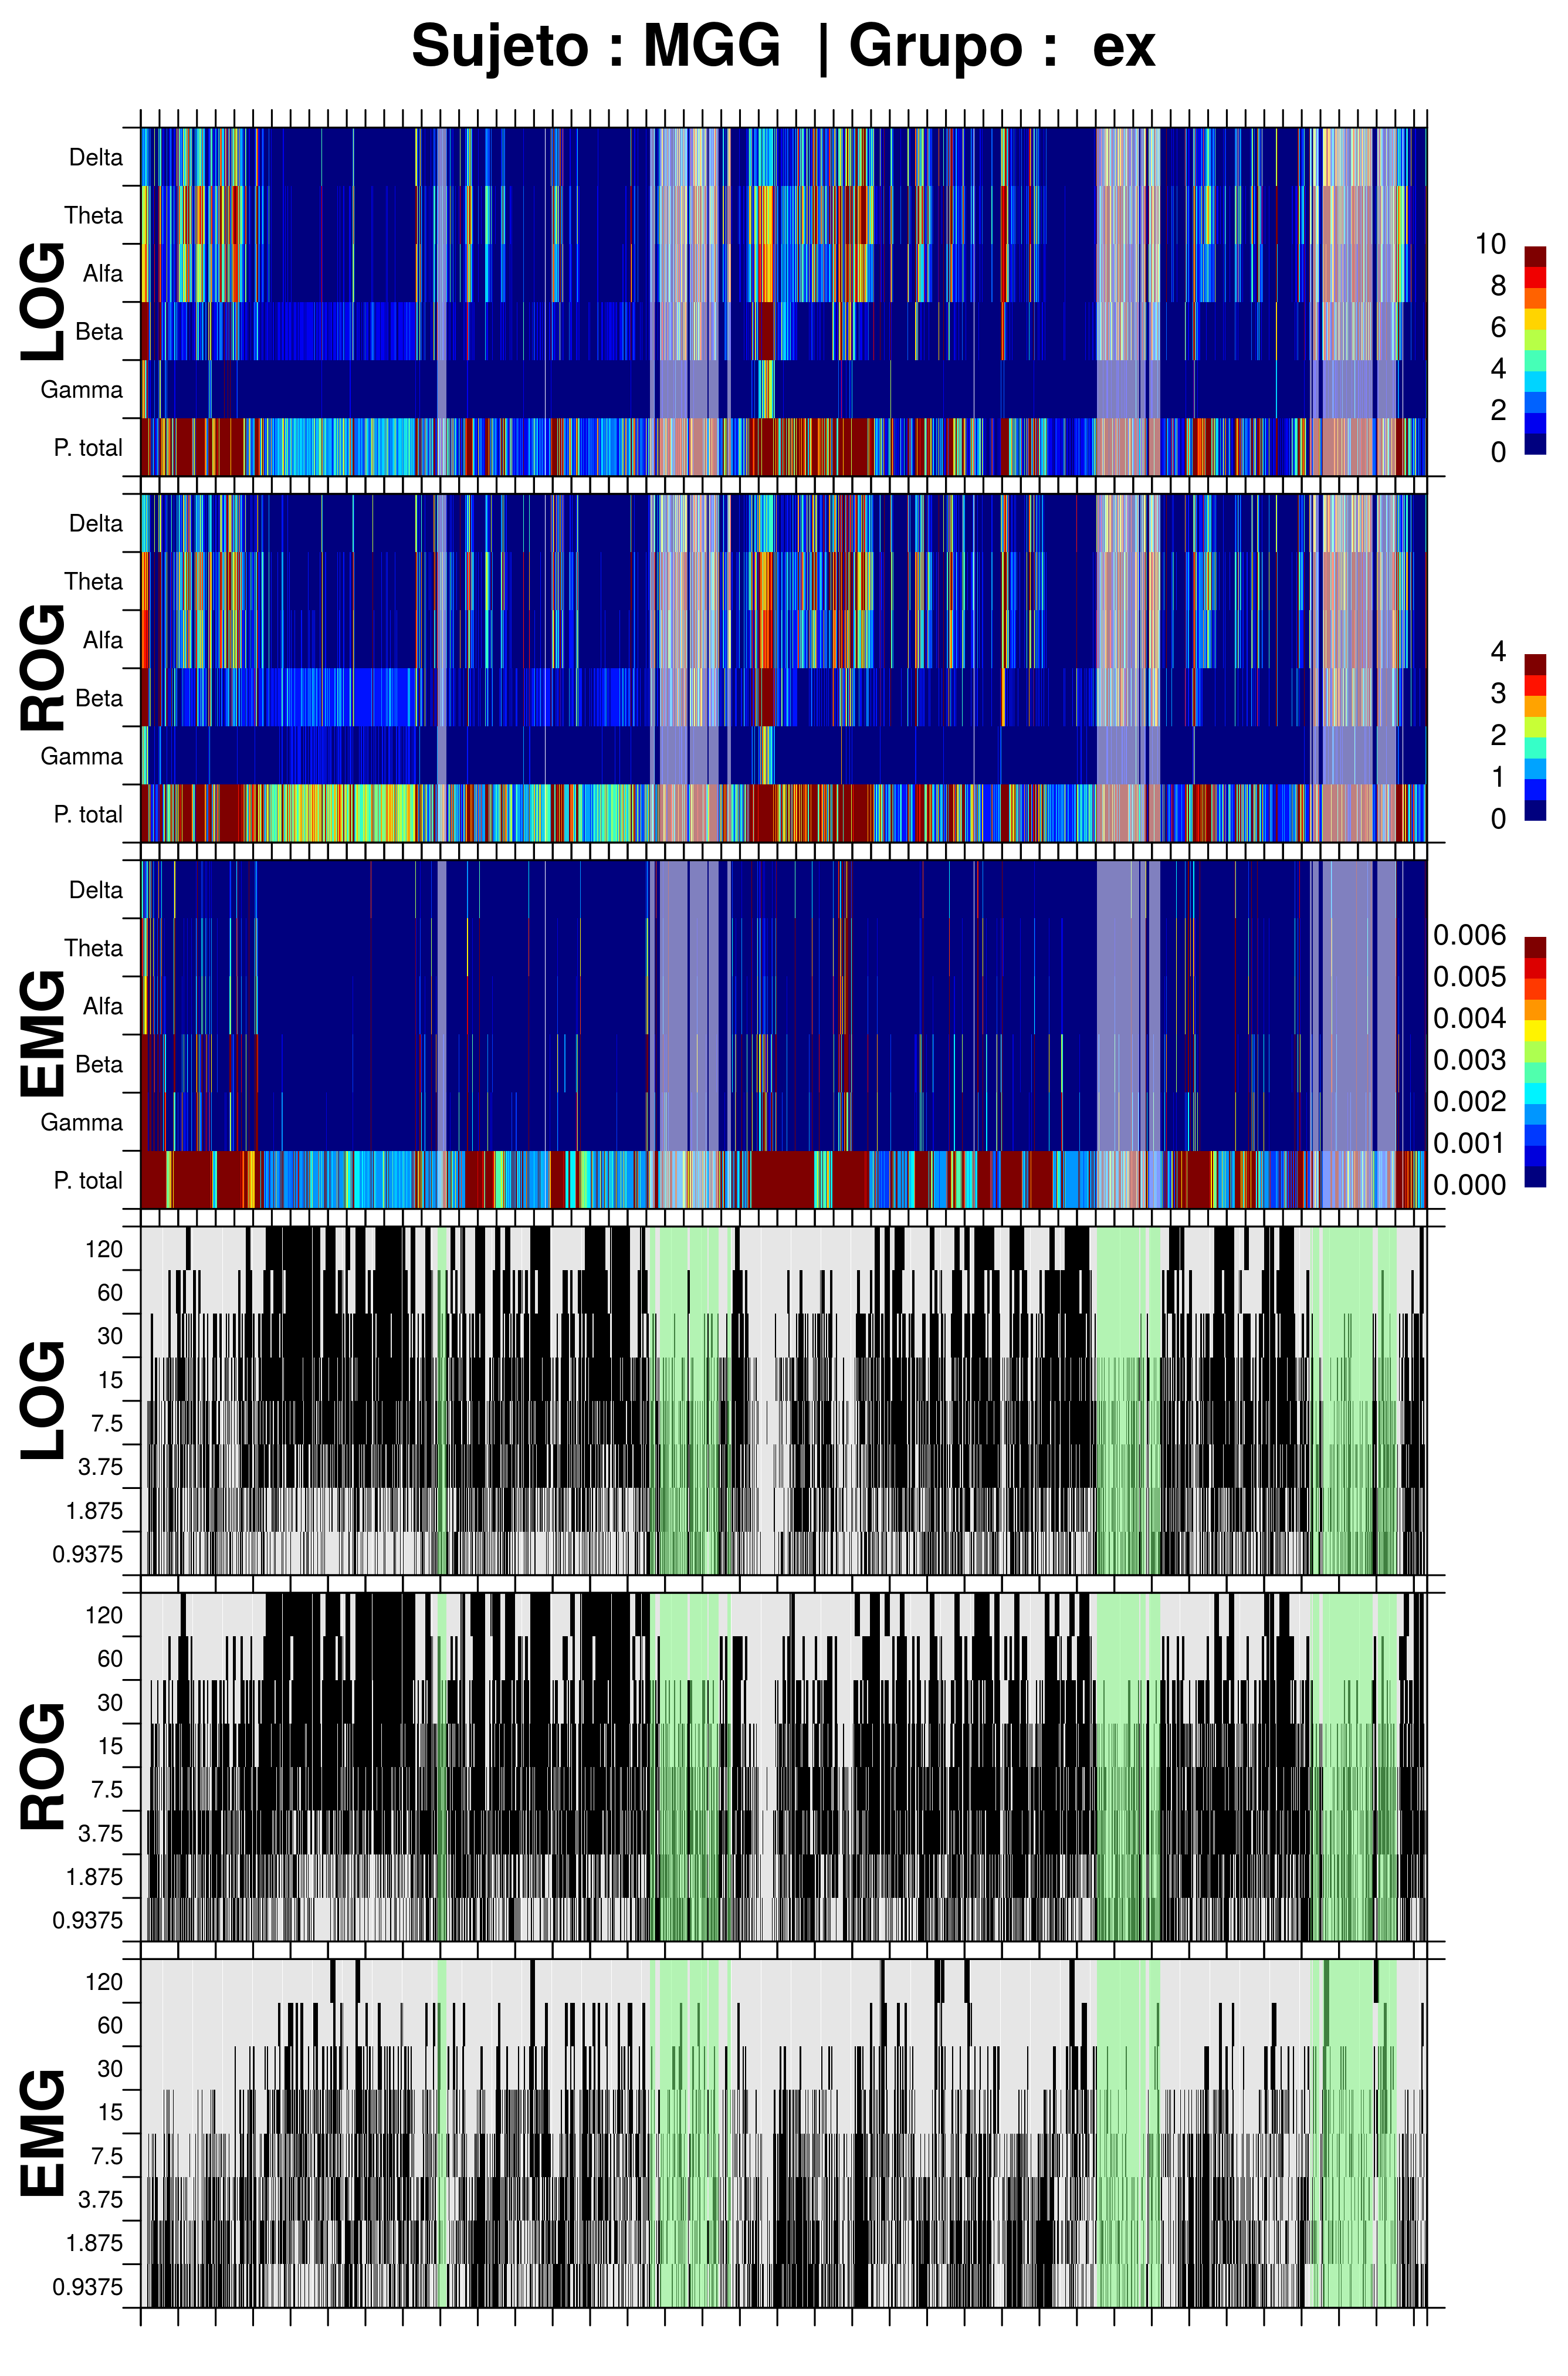 Sujeto : MGG | Grupo : ex
LOG
Delta
Theta
Alfa
Beta
Gamma
P. total
10
8
6
4
2
0
ROG
Delta
Theta
Alfa
Beta
Gamma
P. total
4
3
2
1
0
EMG
Delta
Theta
Alfa
Beta
Gamma
P. total
0.006
0.005
0.004
0.003
0.002
0.001
0.000
LOG
120
60
30
15
7.5
3.75
1.875
0.9375
ROG
120
60
30
15
7.5
3.75
1.875
0.9375
EMG
120
60
30
15
7.5
3.75
1.875
0.9375